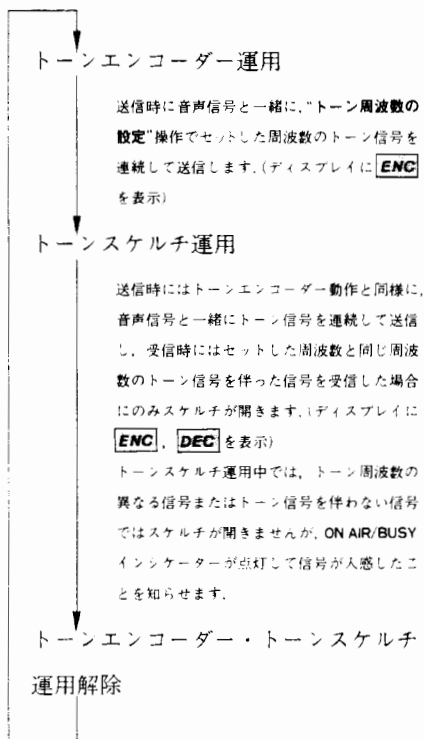 トーンエンコーダー運用
送信時に音声信号と一緒に,"トーン周波数の
設定"操作でセットした周波数のトーン信号を
連続して送信します.(ディスプレイにENC
を表示)
トーンスケルチ運用
送信時にはトーンエンコーダー動作と同様に,
音声信号と一緒にトーン信号を連続して送信
し, 受信時にはセットした周波数と同じ周波
数のトーン信号を伴った信号を受信した場合
にのみスケルチが開きます.(ディスプレイに
ENC, DECを表示)
トーンスケルチ運用中では, トーン周波数の
異なる信号またはトーン信号を伴わない信号
ではスケルチが開きませんが, ON AIR/BUSY
インジケーターが点灯して信号が入感したこ
とを知らせます.
トーンエンコーダー・トーンスケルチ
運用解除